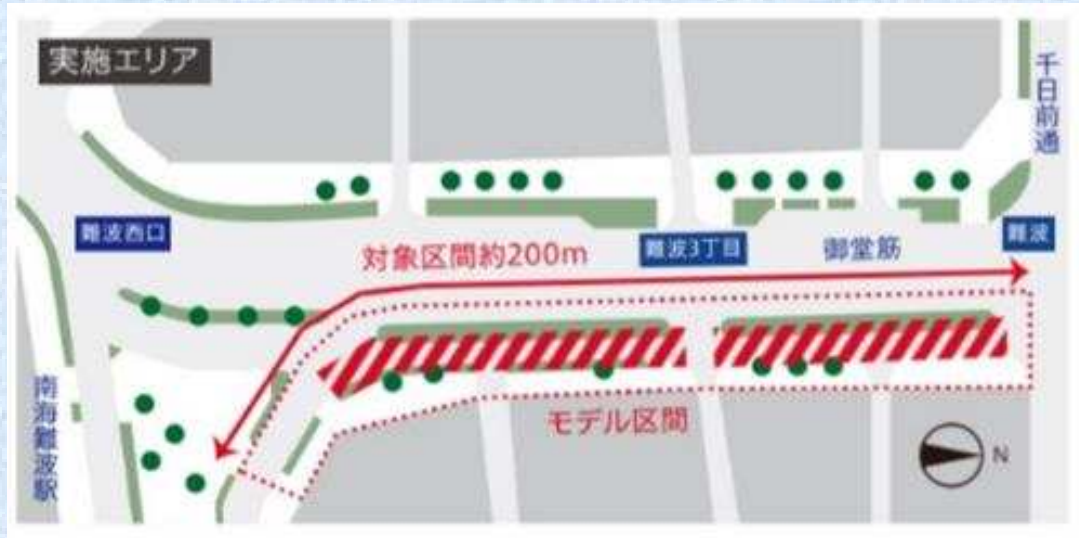 実施エリア
千日前通
難波西口
対象区間約200m
難波3丁目
御堂筋
難波
南海難波駅
モデル区間
N